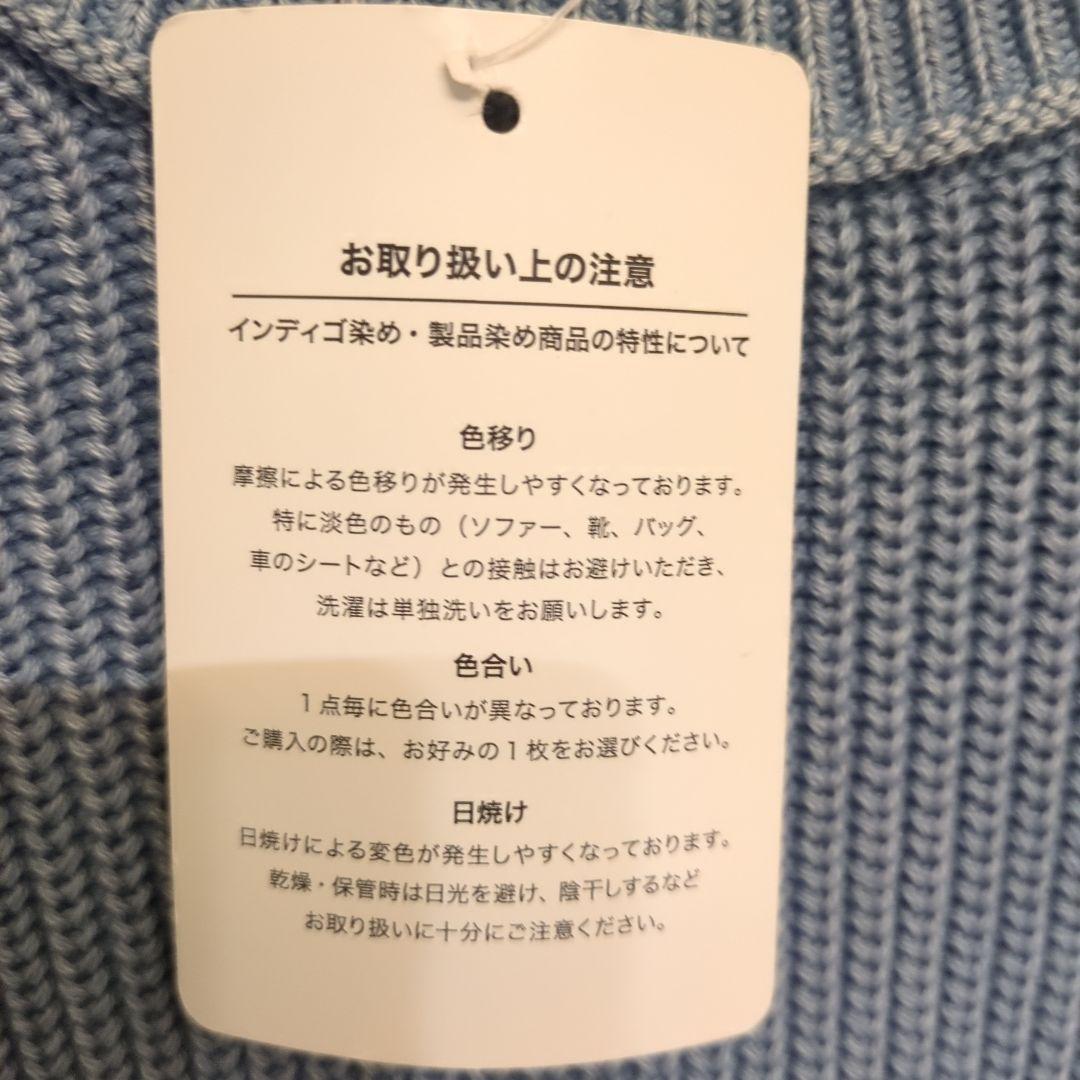 お取り扱い上の注意
インディゴ染め・製品染め商品の特性について
色移り
摩擦による色移りが発生しやすくなっております。
特に淡色のもの（ソファー、靴、バッグ、
車のシートなど）との接触はお避けいただき、
洗濯は単独洗いをお願いします。
色合い
1点毎に色合いが異なっております。
ご購入の際は、お好みの1枚をお選びください。
日焼け
日焼けによる変色が発生しやすくなっております。
乾燥・保管時は日光を避け、陰干しするなど
お取り扱いに十分にご注意ください。